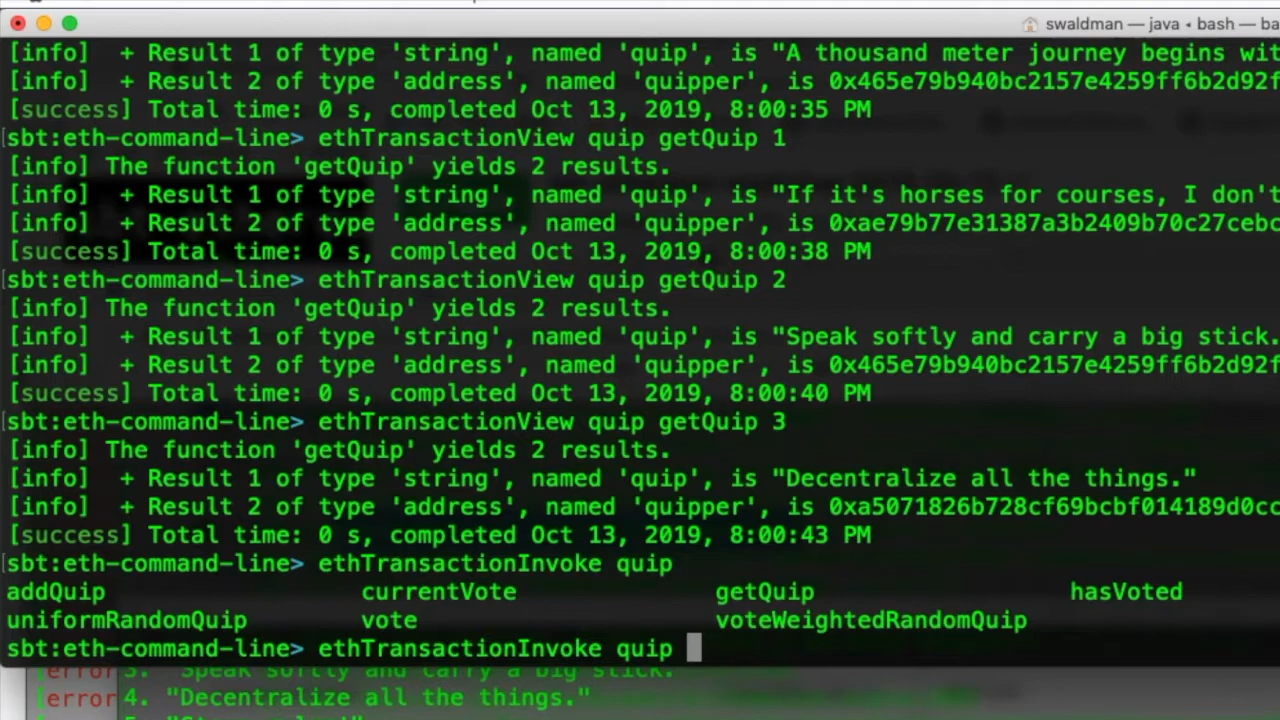 swaldman — java ◂ bash — ba
[info]  + Result 1 of type 'string', named 'quip', is "A thousand meter journey begins wit
[info]  + Result 2 of type 'address', named 'quipper', is 0x465e79b940bc2157e4259ff6b2d92f
[success] Total time: 0 s, completed Oct 13, 2019, 8:00:35 PM
[sbt:eth-command-line> ethTransactionView quip getQuip 1
[info] The function 'getQuip' yields 2 results.
[info]  + Result 1 of type 'string', named 'quip', is "If it's horses for courses, I don't
[info]  + Result 2 of type 'address', named 'quipper', is 0xae79b77e31387a3b2409b70c27cebc
[success] Total time: 0 s, completed Oct 13, 2019, 8:00:38 PM
[sbt:eth-command-line> ethTransactionView quip getQuip 2
[info] The function 'getQuip' yields 2 results.
[info]  + Result 1 of type 'string', named 'quip', is "Speak softly and carry a big stick.
[info]  + Result 2 of type 'address', named 'quipper', is 0x465e79b940bc2157e4259ff6b2d92f
[success] Total time: 0 s, completed Oct 13, 2019, 8:00:40 PM
[sbt:eth-command-line> ethTransactionView quip getQuip 3
[info] The function 'getQuip' yields 2 results.
[info]  + Result 1 of type 'string', named 'quip', is "Decentralize all the things."
[info]  + Result 2 of type 'address', named 'quipper', is 0xa5071826b728cf69bcbf014189d0cc
[success] Total time: 0 s, completed Oct 13, 2019, 8:00:43 PM
[sbt:eth-command-line> ethTransactionInvoke quip
addQuip currentVote getQuip hasVoted
uniformRandomQuip vote voteWeightedRandomQuip
sbt:eth-command-line> ethTransactionInvoke quip
[error 3. "Speak softly and carry a big stick.
[error 4. "Decentralize all the things."